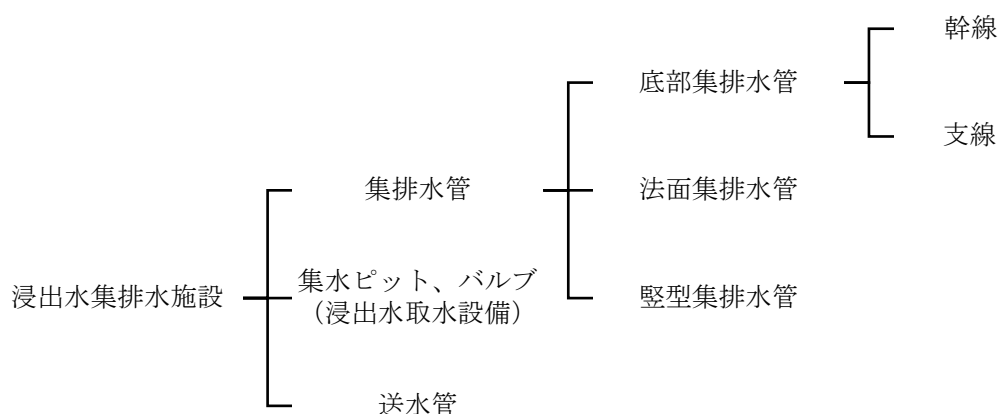 幹線
底部集排水管
支線
集排水管
法面集排水管
集水ピット、バルブ
（浸出水取水設備）
浸出水集排水施設
竪型集排水管
送水管